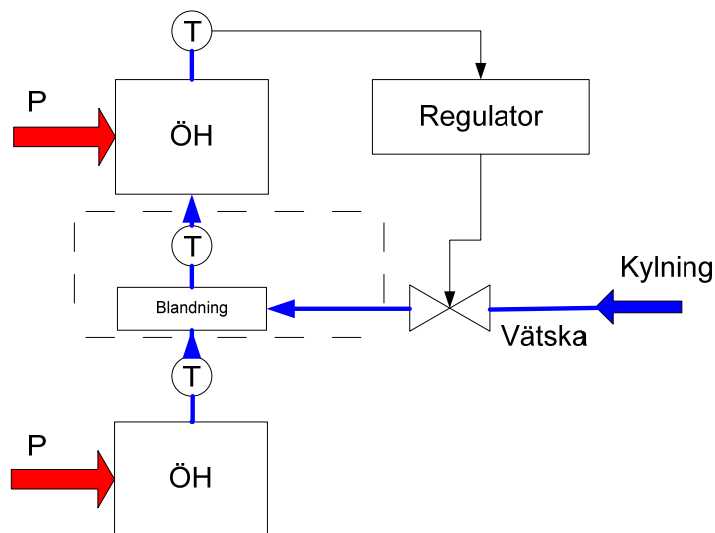 T
P
ÖH
Regulator
T
Kylning
Blandning
Vätska
T
P
ÖH